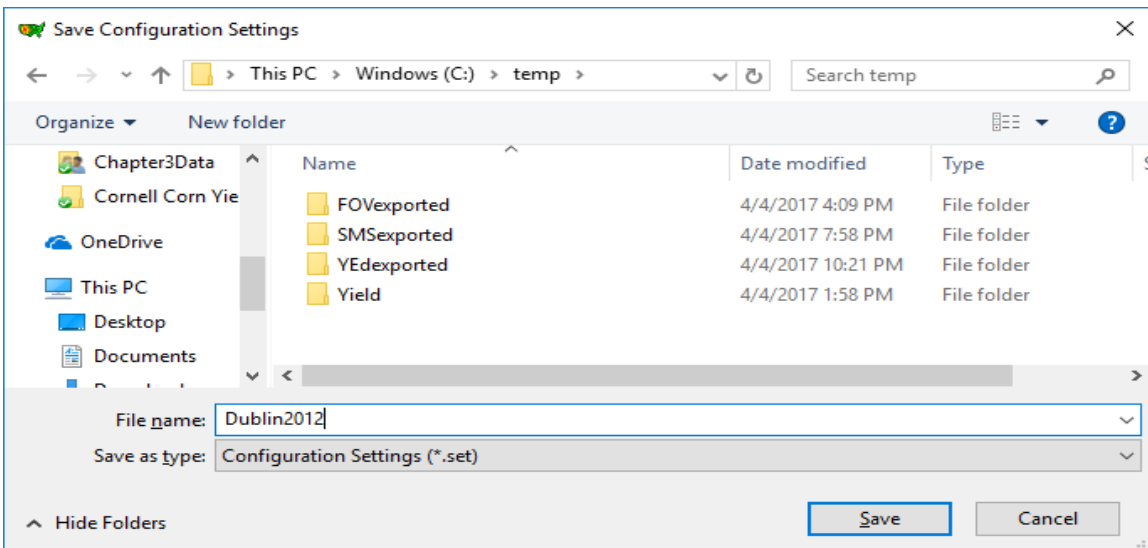 Save Configuration Settings
This PC > Windows (C:) > temp >
Search temp
Organize
New folder
?
Chapter3Data
Cornell Corn Yie
OneDrive
This PC
Desktop
Documents
Name Date modified Type
FOVexported 4/4/2017 4:09 PM File folder
SMSexported 4/4/2017 7:58 PM File folder
YEdexported 4/4/2017 10:21 PM File folder
Yield 4/4/2017 1:58 PM File folder
File name: Dublin2012
Save as type: Configuration Settings (*.set)
Hide Folders
Save
Cancel